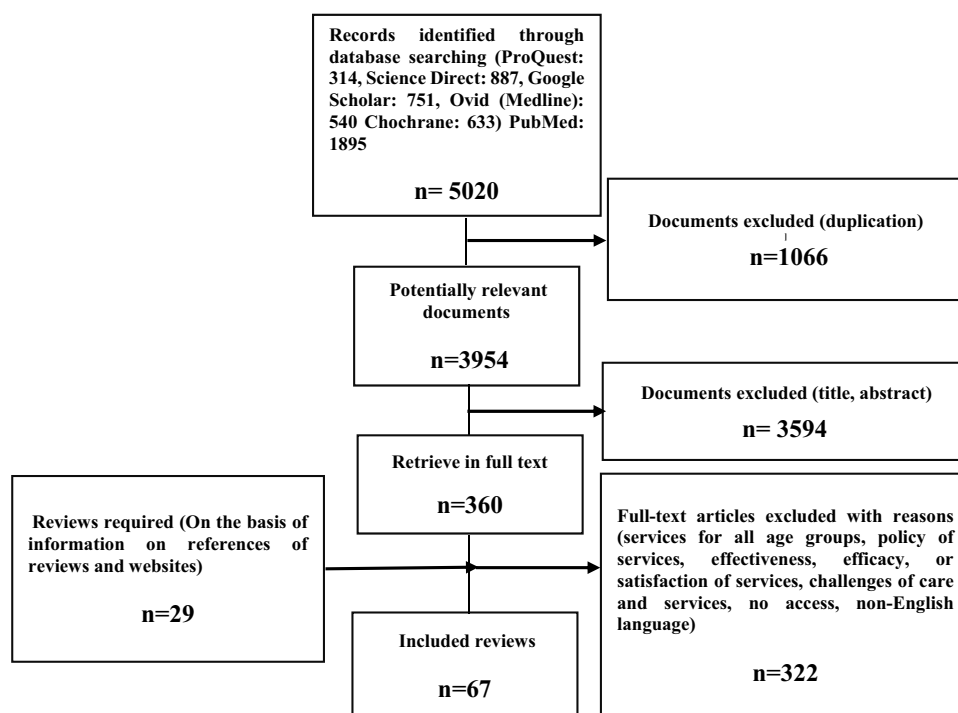 Records identified through
database searching (ProQuest:
314, Science Direct: 887, Google
Scholar: 751, Ovid (Medline):
540 Chochrane: 633) PubMed:
1895
n= 5020
Documents excluded (duplication)
n=1066
Potentially relevant
documents
n=3954
Documents excluded (title, abstract)
n= 3594
Retrieve in full text
n=360
Reviews required (On the basis of
information on references of
reviews and websites)
n=29
Full-text articles excluded with reasons
(services for all age groups, policy of
services, effectiveness, efficacy, or
satisfaction of services, challenges of care
and services, no access, non-English
language)
n=322
Included reviews
n=67